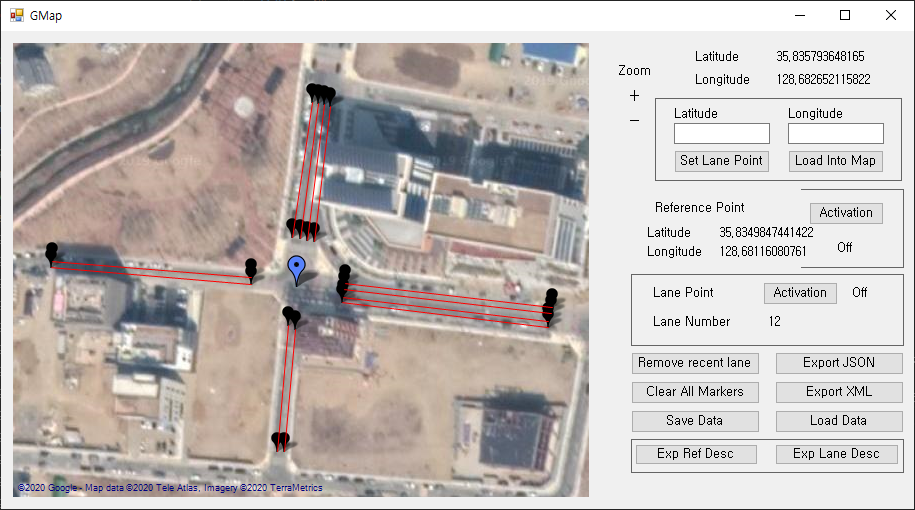 GMap
Zoom
+
−
Latitude 35,835793648165
Longitude 128,682652115822
Latitude Longitude
Set Lane Point Load Into Map
Reference Point Activation
Latitude 35,8349847441422
Longitude 128,68116080761
Off
Lane Point Activation Off
Lane Number 12
Remove recent lane Export JSON
Clear All Markers Export XML
Save Data Load Data
Exp Ref Desc Exp Lane Desc
©2020 Google - Map data ©2020 Tele Atlas, Imagery ©2020 TerraMetrics